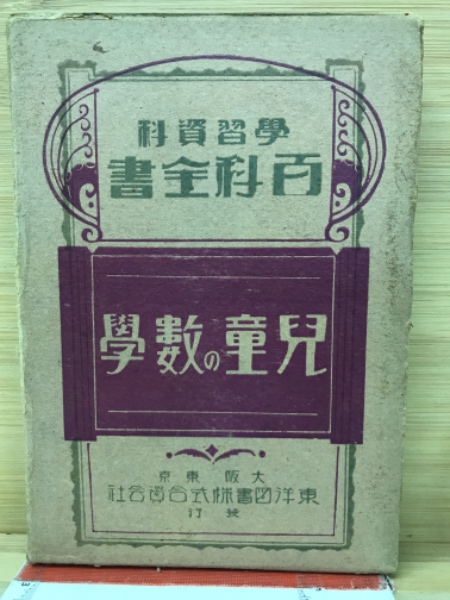 學習資料
百科全書
兒童の數學
大阪 東京
東洋図書株式合資会社
発行